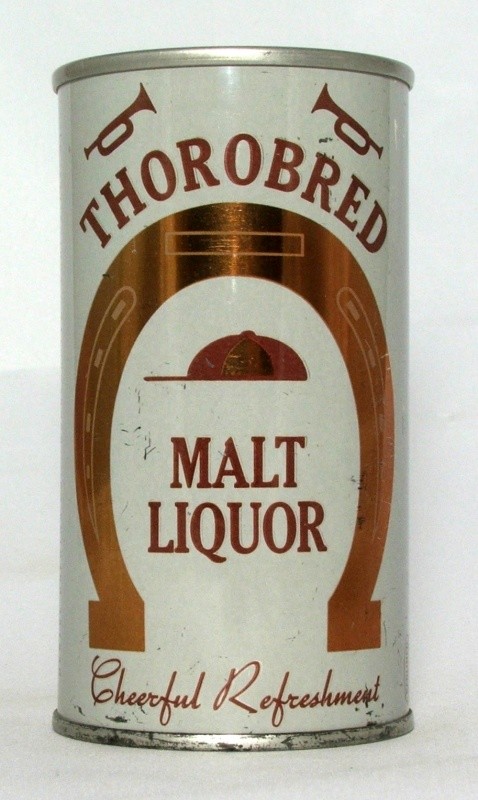 THOROBRED
MALT
LIQUOR
Cheerful Refreshment